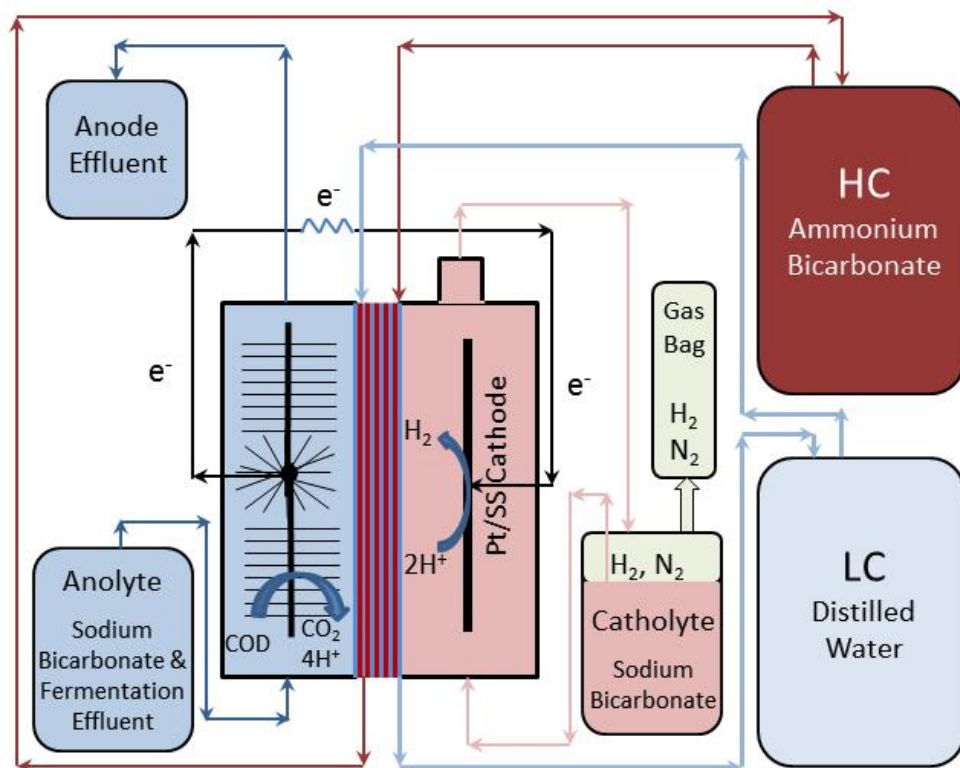 Anode
Effluent
e⁻
HC
Ammonium
Bicarbonate
Gas
Bag
H₂
N₂
e⁻
e⁻
H₂
2H⁺
Pt/SS Cathode
COD
CO₂
4H⁺
Anolyte
Sodium
Bicarbonate &
Fermentation
Effluent
H₂, N₂
Catholyte
Sodium
Bicarbonate
LC
Distilled
Water